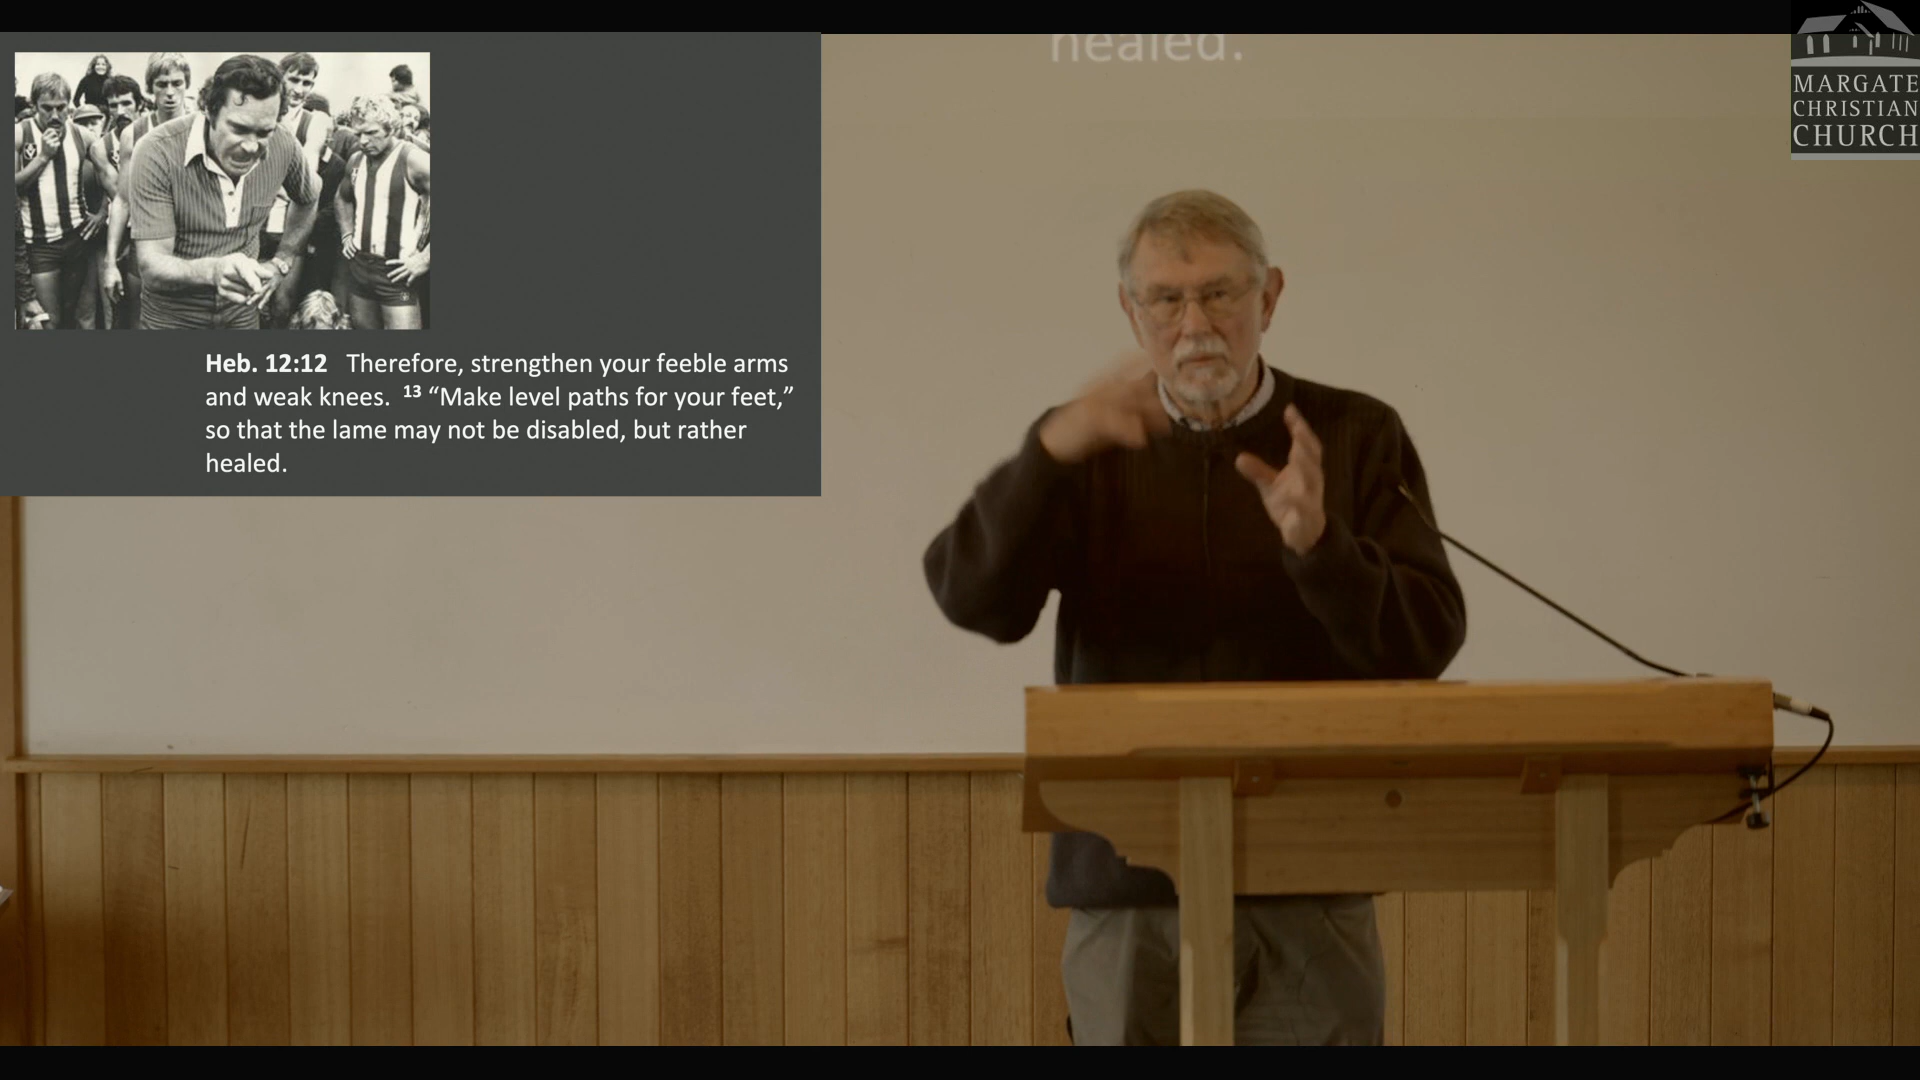 healed.
MARGATE
CHRISTIAN
CHURCH
Heb. 12:12 Therefore, strengthen your feeble arms
and weak knees. 13 “Make level paths for your feet,”
so that the lame may not be disabled, but rather
healed.